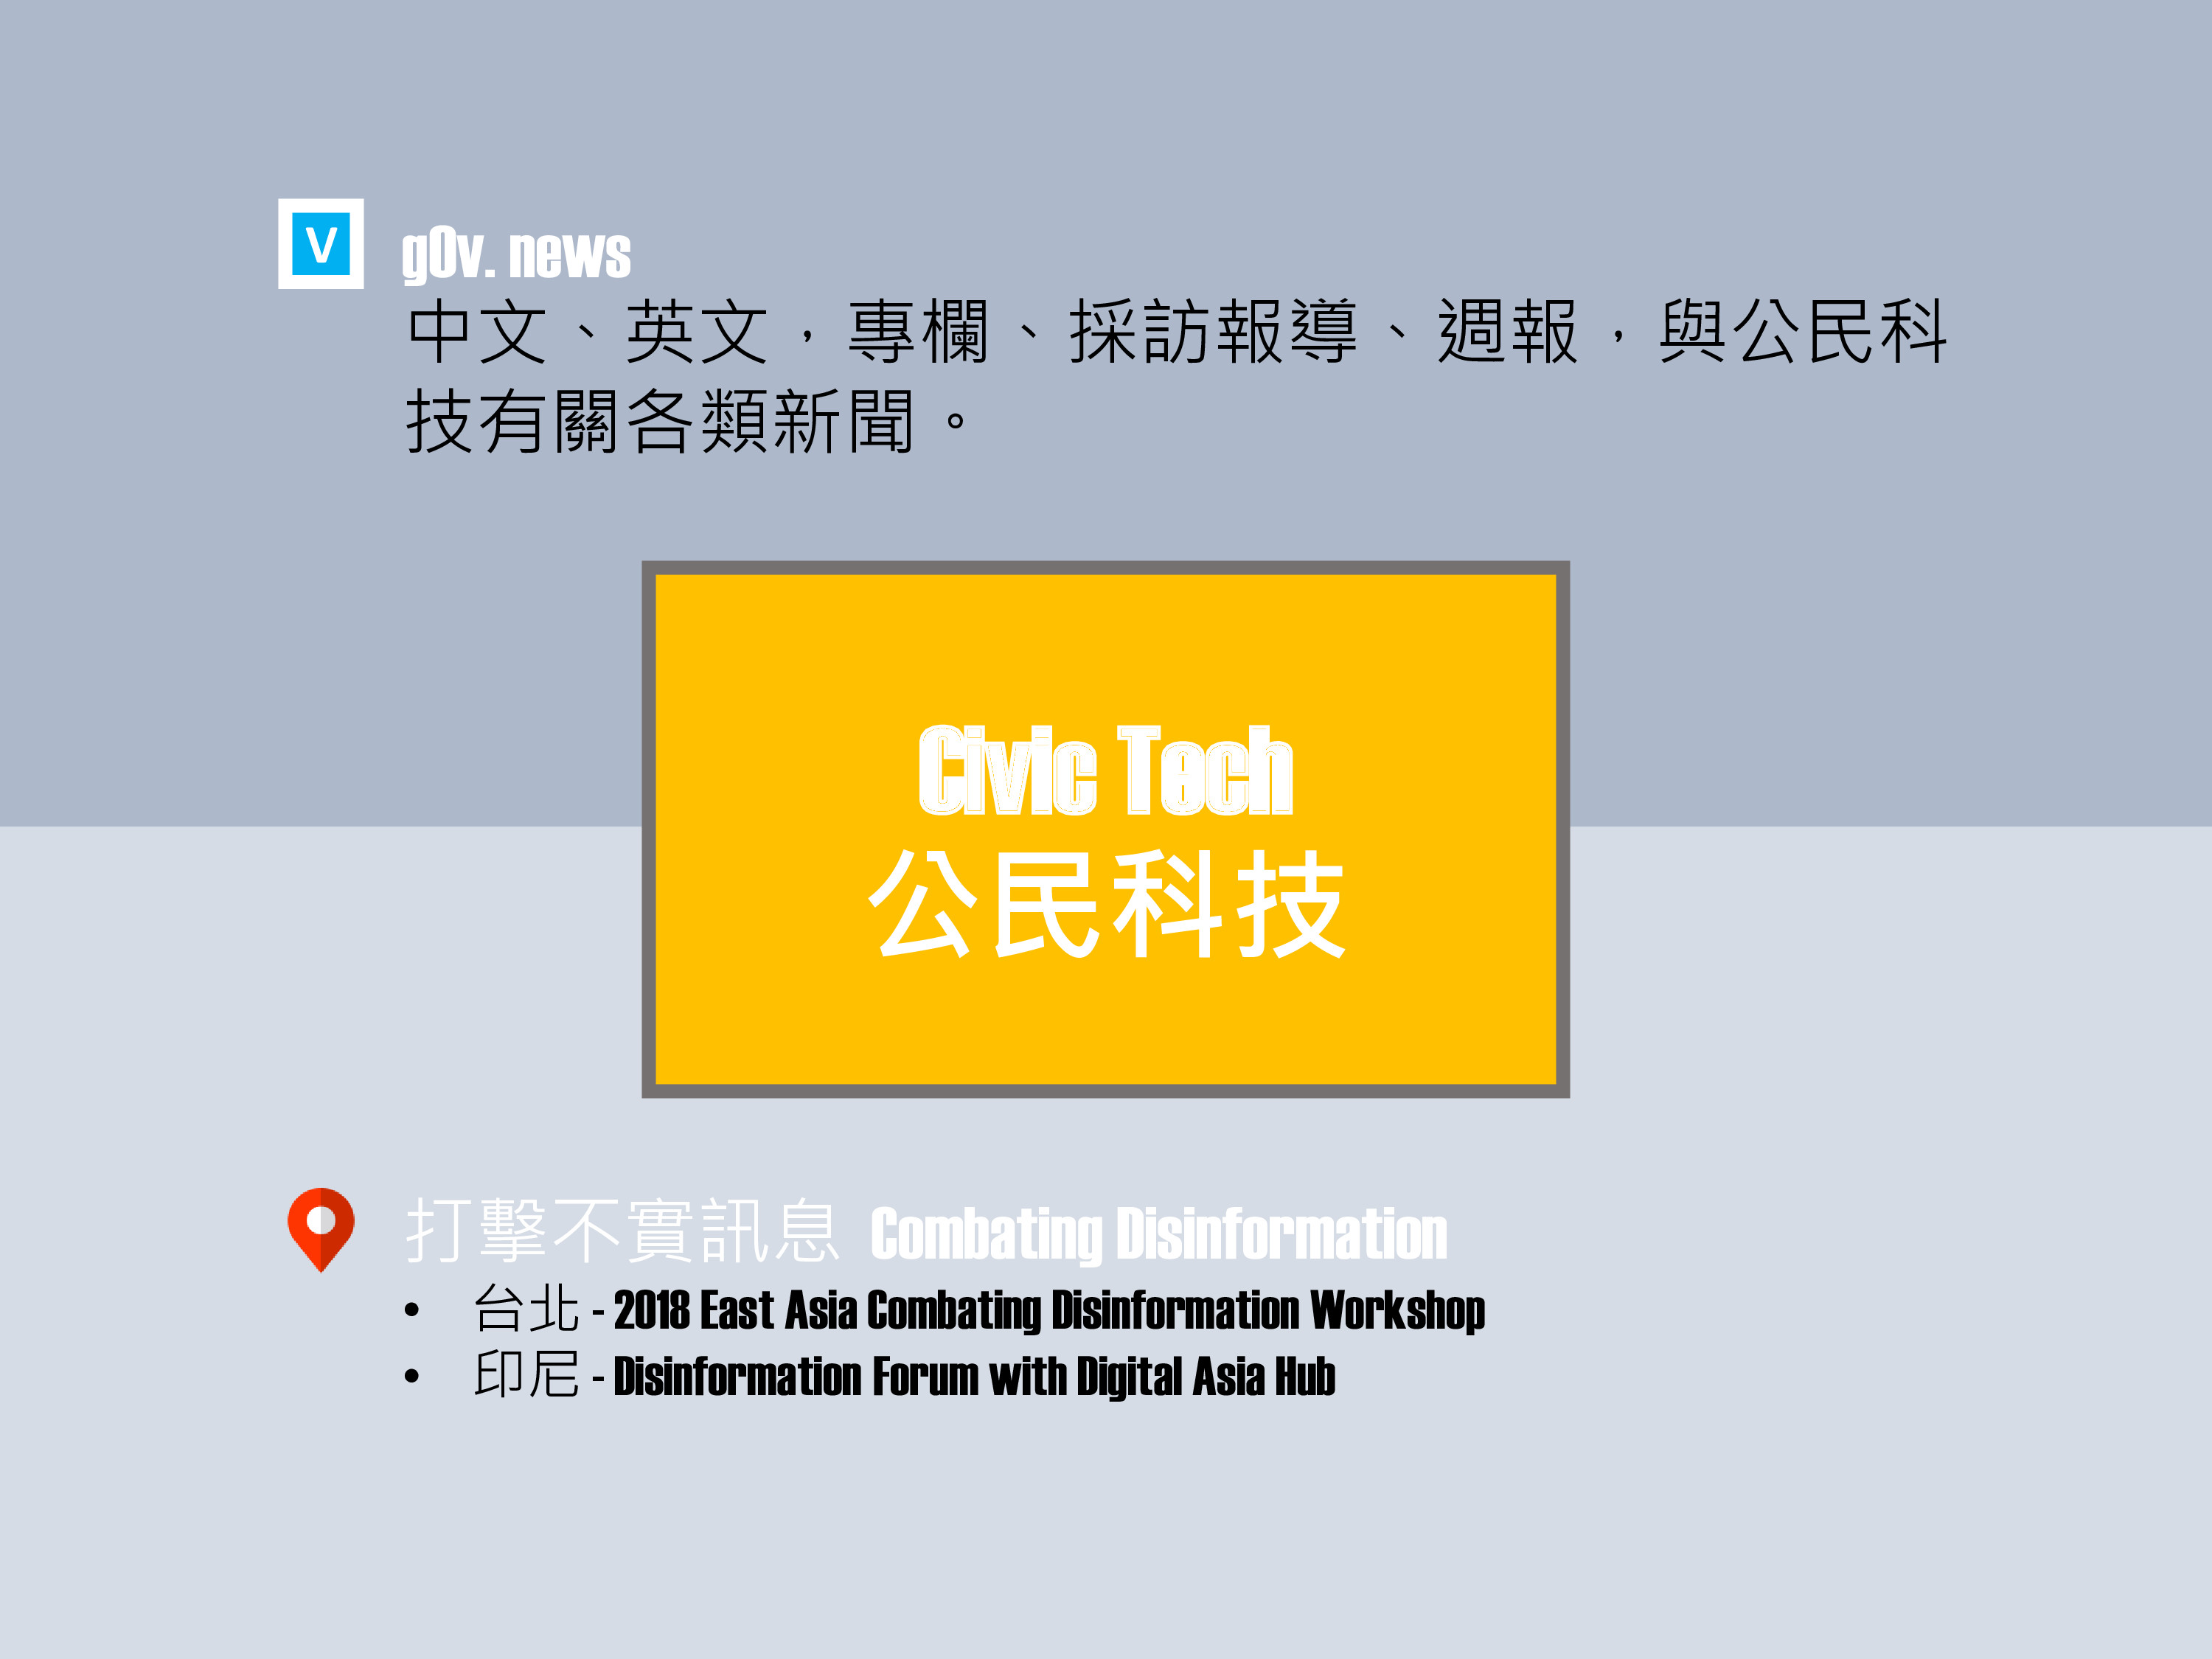 V
g0v. news
中文、英文，專欄、採訪報導、週報，與公民科
技有關各類新聞。
Civic Tech
公民科技
打擊不實訊息 Combating Disinformation
• 台北 - 2018 East Asia Combating Disinformation Workshop
• 印尼 - Disinformation Forum with Digital Asia Hub